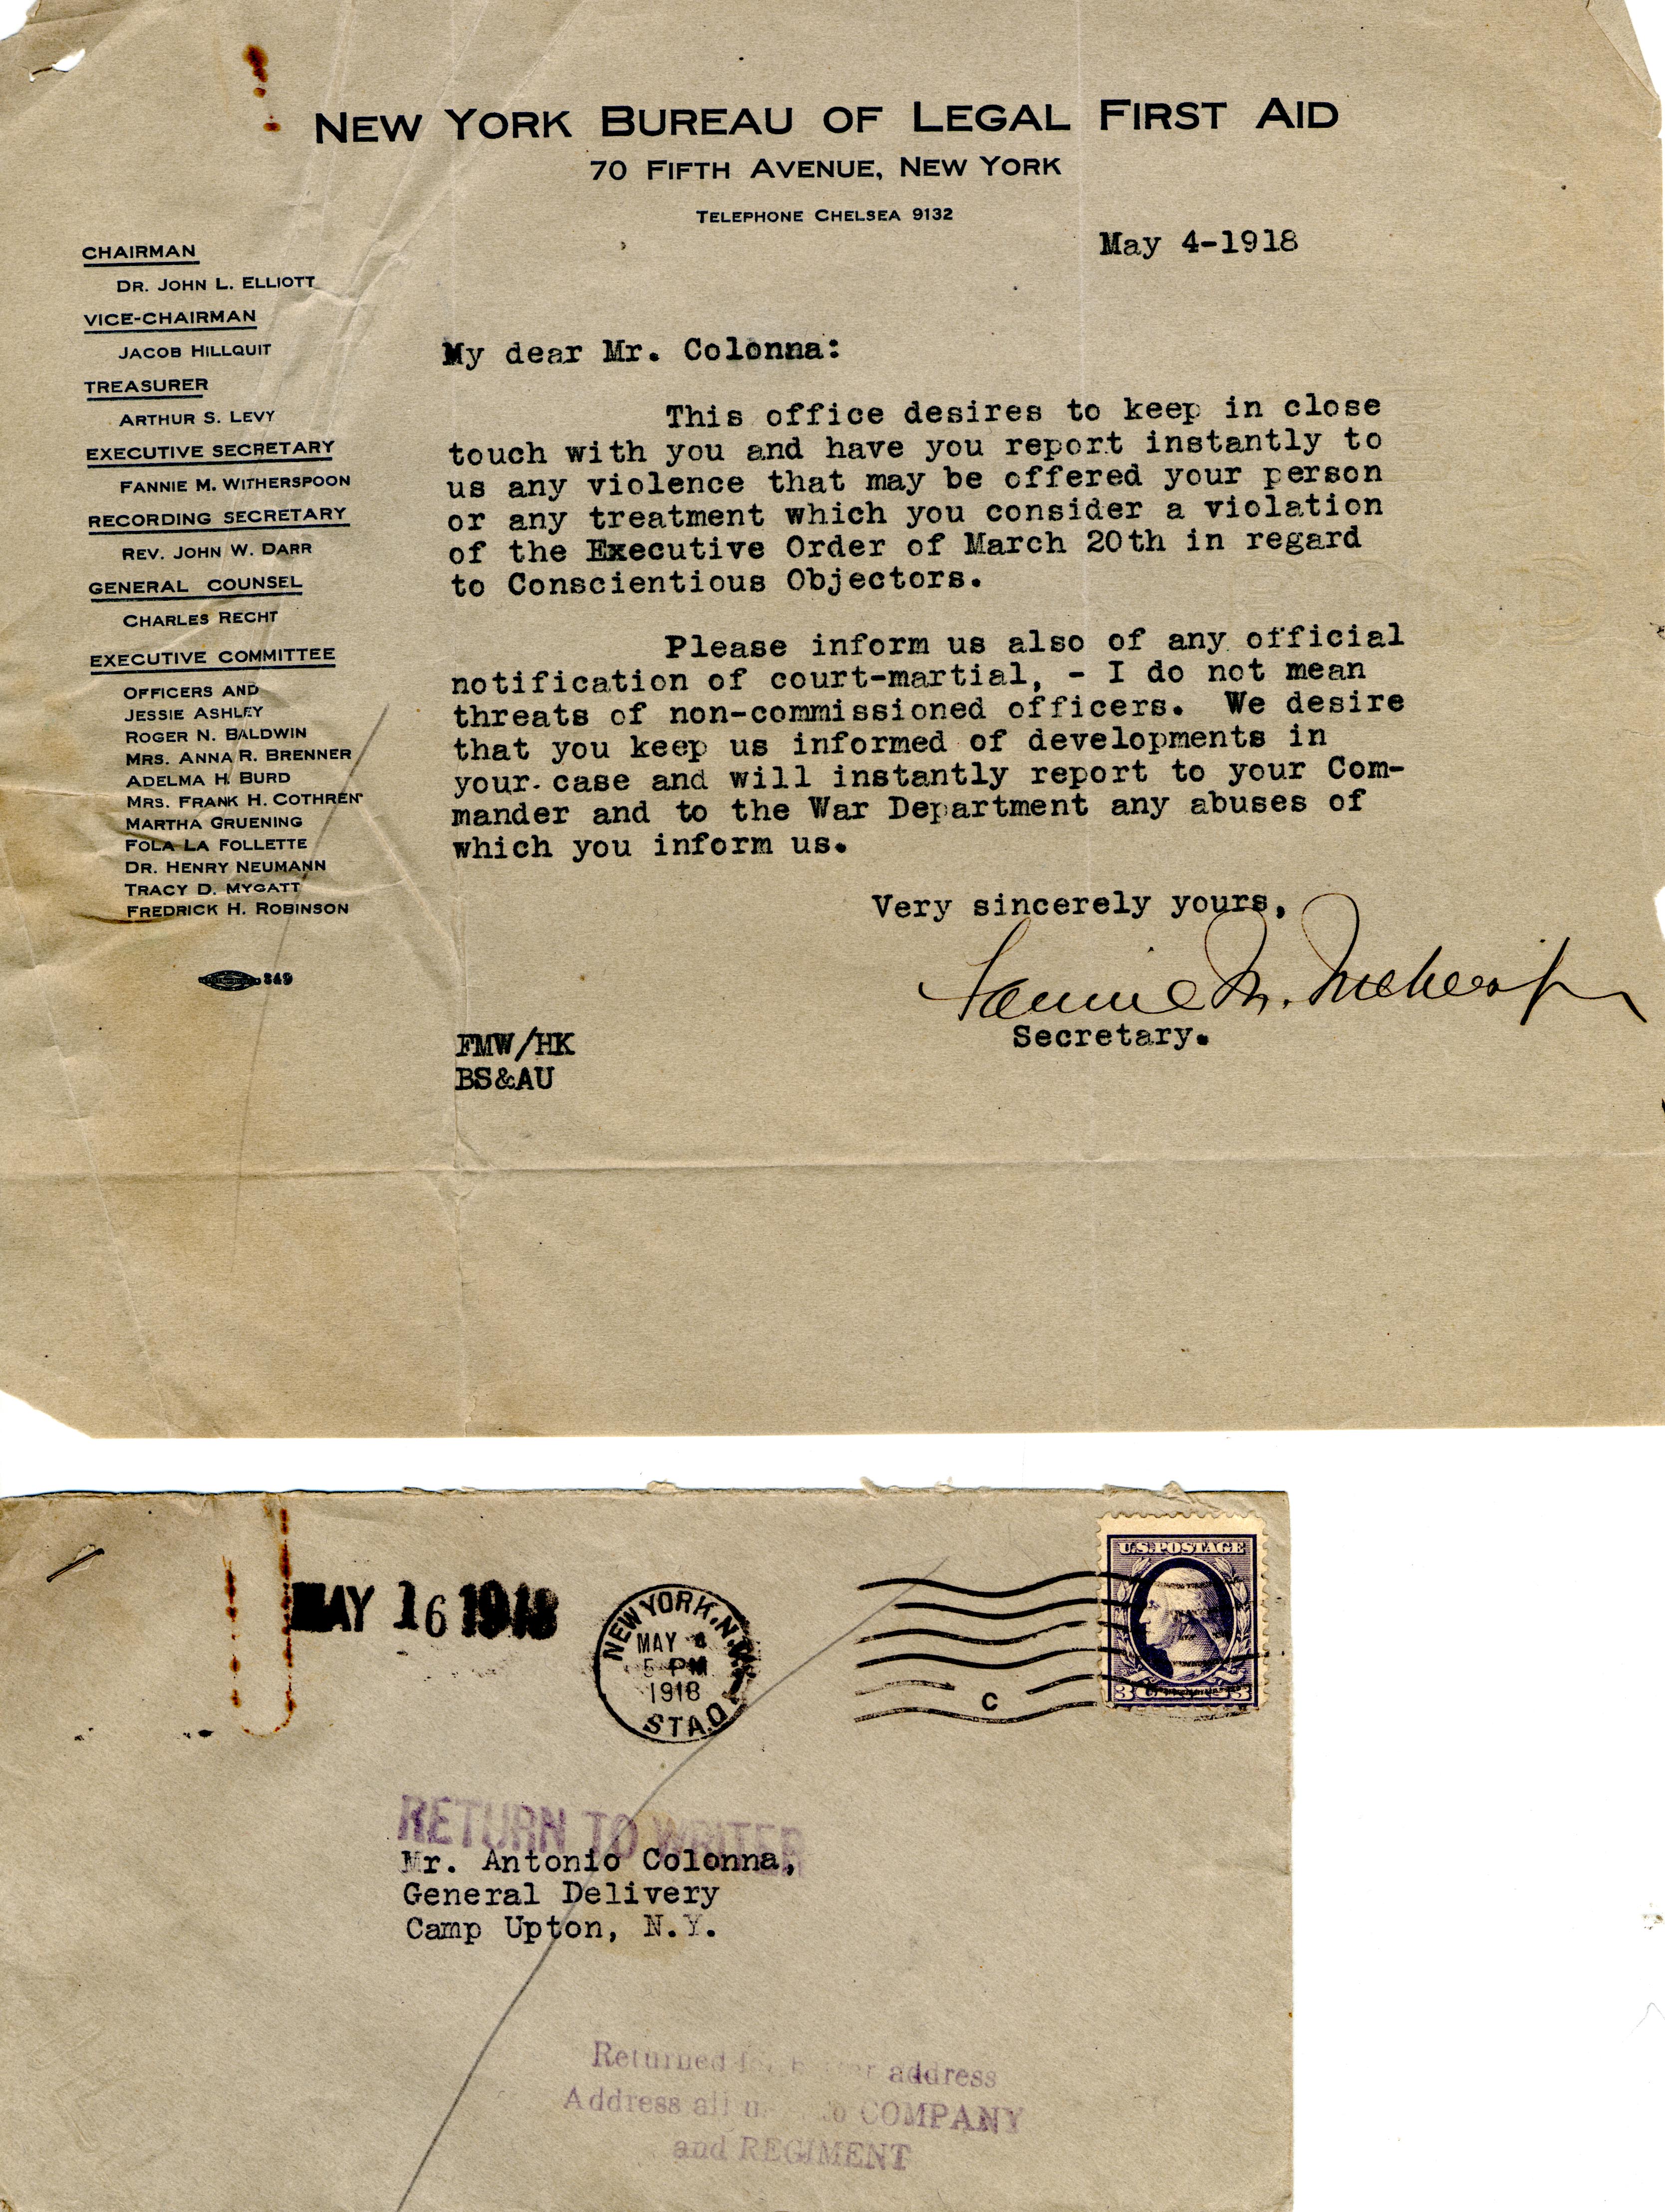 NEW YORK BUREAU OF LEGAL FIRST AID
70 FIFTH AVENUE, NEW YORK
TELEPHONE CHELSEA 9132
May 4-1918
CHAIRMAN
DR. JOHN L. ELLIOTT
VICE-CHAIRMAN
JACOB HILLQUIT
TREASURER
ARTHUR S. LEVY
EXECUTIVE SECRETARY
FANNIE M. WITHERSPOON
RECORDING SECRETARY
REV. JOHN W. DARR
GENERAL COUNSEL
CHARLES RECHT
EXECUTIVE COMMITTEE
OFFICERS AND
JESSIE ASHLEY
ROGER N. BALDWIN
MRS. ANNA R. BRENNER
ADELMA H. BURD
MRS. FRANK H. COTHREN
MARTHA GRUENING
FOLA LA FOLLETTE
DR. HENRY NEUMANN
TRACY D. MYGATT
FREDRICK H. ROBINSON
349
My dear Mr. Colonna:
This office desires to keep in close
touch with you and have you report instantly to
us any violence that may be offered your person
or any treatment which you consider a violation
of the Executive Order of March 20th in regard
to Conscientious Objectors.
Please inform us also of any official
notification of court-martial, - I do not mean
threats of non-commissioned officers. We desire
that you keep us informed of developments in
your case and will instantly report to your Com-
mander and to the War Department any abuses of
which you inform us.
Very sincerely yours,
Fannie M. Witherspoon
Secretary.
FMW/HK
BS&AU
MAY 16 1918
NEW YORK, N.Y.
MAY 4
5 PM
1918
STA.O
C
U.S. POSTAGE
3 3
RETURN TO WRITER
Mr. Antonio Colonna,
General Delivery
Camp Upton, N.Y.
Returned address
Address all to COMPANY
and REGIMENT